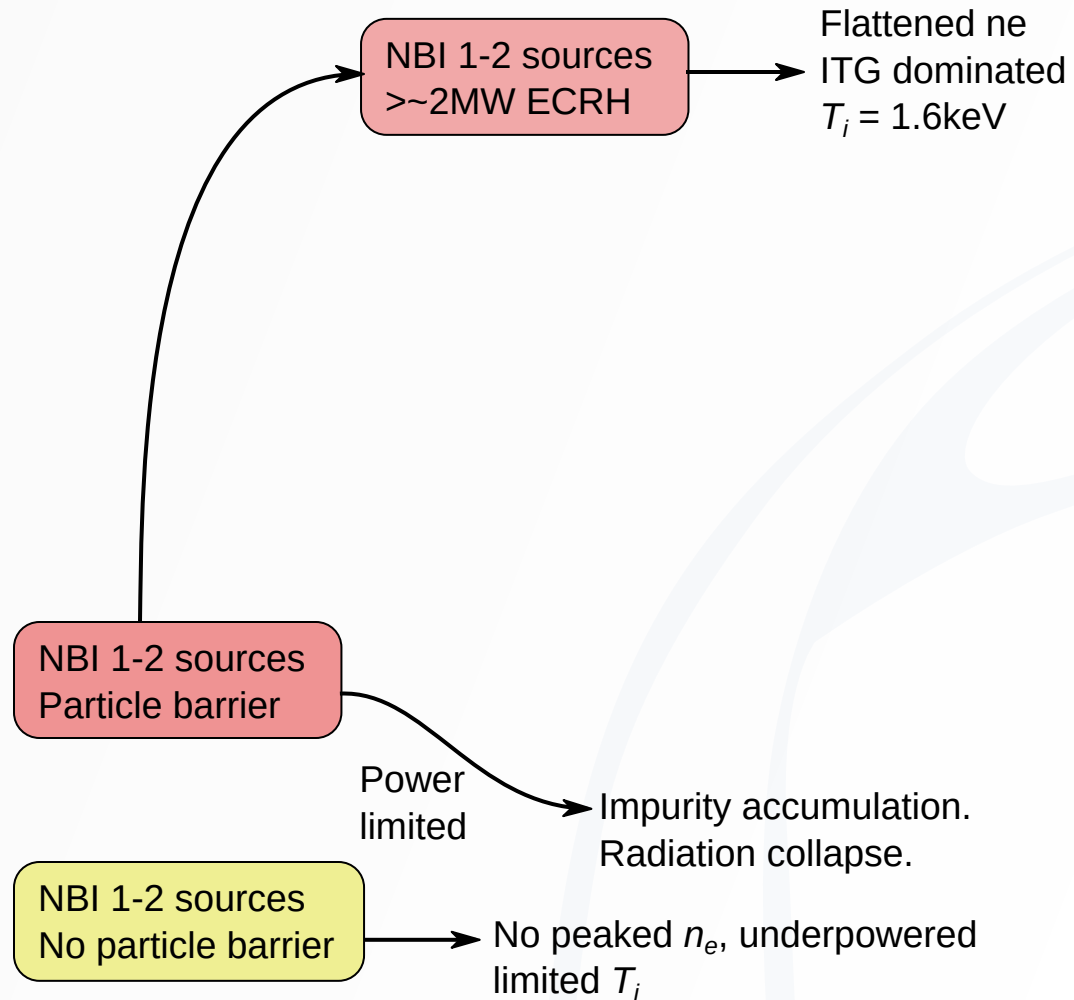 NBI 1-2 sources
>~2MW ECRH
Flattened ne
ITG dominated
Ti = 1.6keV
NBI 1-2 sources
Particle barrier
Power
limited
Impurity accumulation.
Radiation collapse.
NBI 1-2 sources
No particle barrier
No peaked ne, underpowered
limited Ti